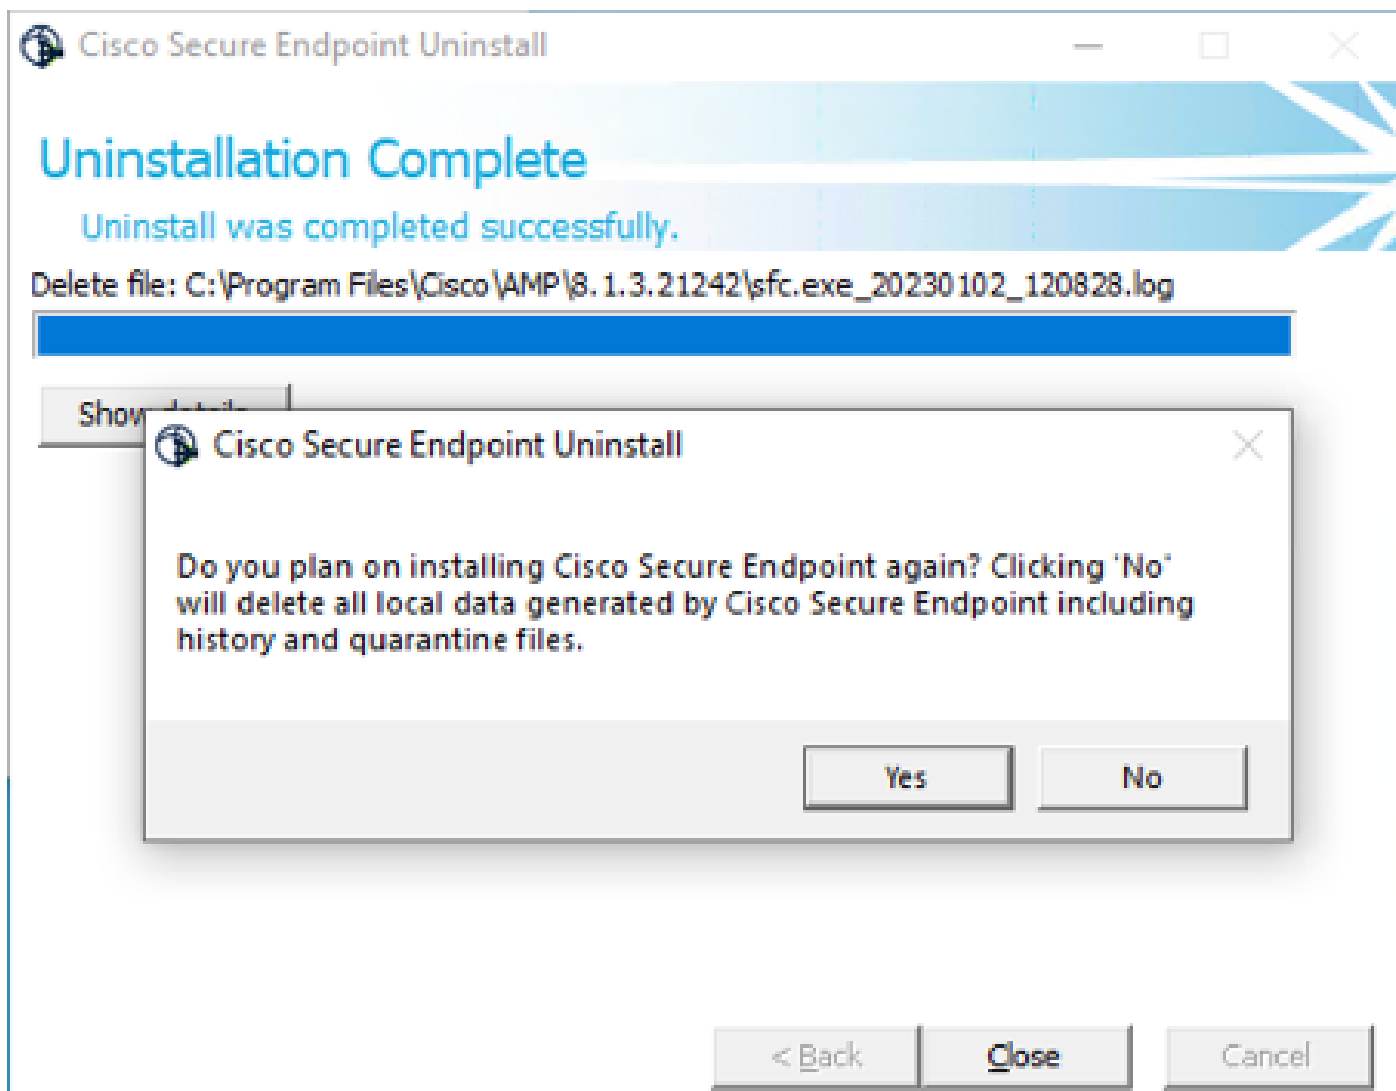 Cisco Secure Endpoint Uninstall
Uninstallation Complete
Uninstall was completed successfully.
Delete file: C:\Program Files\Cisco\AMP\8.1.3.21242\sfc.exe_20230102_120828.log
Show details
Cisco Secure Endpoint Uninstall
Do you plan on installing Cisco Secure Endpoint again? Clicking 'No'
will delete all local data generated by Cisco Secure Endpoint including
history and quarantine files.
Yes No
< Back Close Cancel